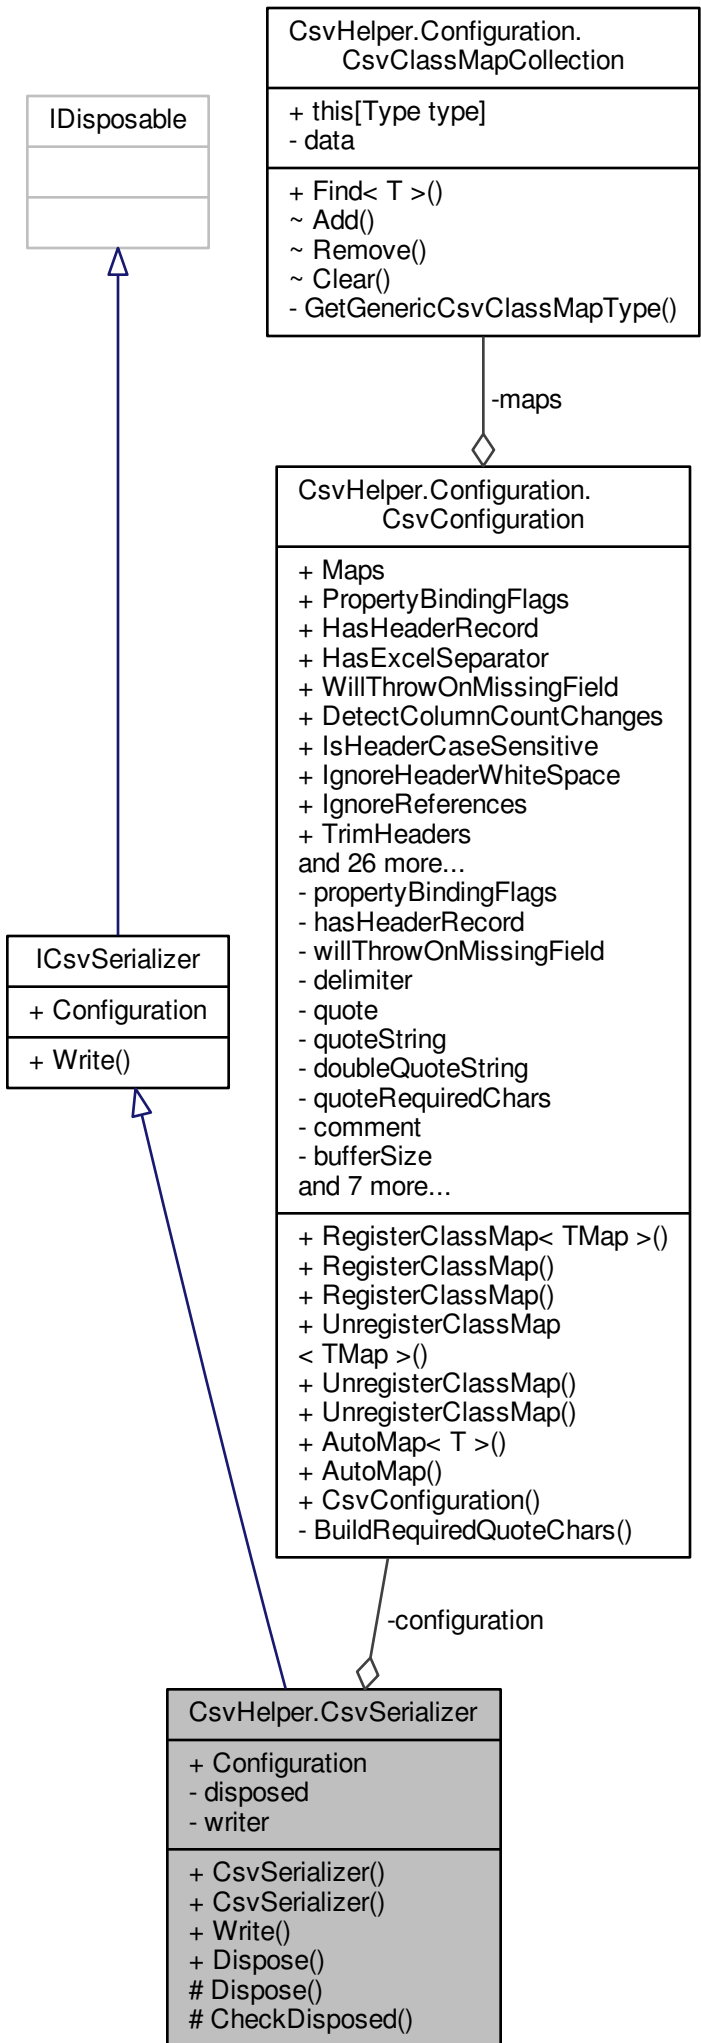 CsvHelper.Configuration.
CsvClassMapCollection
+ this[Type type]
- data
+ Find< T >()
~ Add()
~ Remove()
~ Clear()
- GetGenericCsvClassMapType()
IDisposable
-maps
CsvHelper.Configuration.
CsvConfiguration
+ Maps
+ PropertyBindingFlags
+ HasHeaderRecord
+ HasExcelSeparator
+ WillThrowOnMissingField
+ DetectColumnCountChanges
+ IsHeaderCaseSensitive
+ IgnoreHeaderWhiteSpace
+ IgnoreReferences
+ TrimHeaders
and 26 more...
- propertyBindingFlags
- hasHeaderRecord
- willThrowOnMissingField
- delimiter
- quote
- quoteString
- doubleQuoteString
- quoteRequiredChars
- comment
- bufferSize
and 7 more...
+ RegisterClassMap< TMap >()
+ RegisterClassMap()
+ RegisterClassMap()
+ UnregisterClassMap
< TMap >()
+ UnregisterClassMap()
+ UnregisterClassMap()
+ AutoMap< T >()
+ AutoMap()
+ CsvConfiguration()
- BuildRequiredQuoteChars()
ICsvSerializer
+ Configuration
+ Write()
-configuration
CsvHelper.CsvSerializer
+ Configuration
- disposed
- writer
+ CsvSerializer()
+ CsvSerializer()
+ Write()
+ Dispose()
# Dispose()
# CheckDisposed()